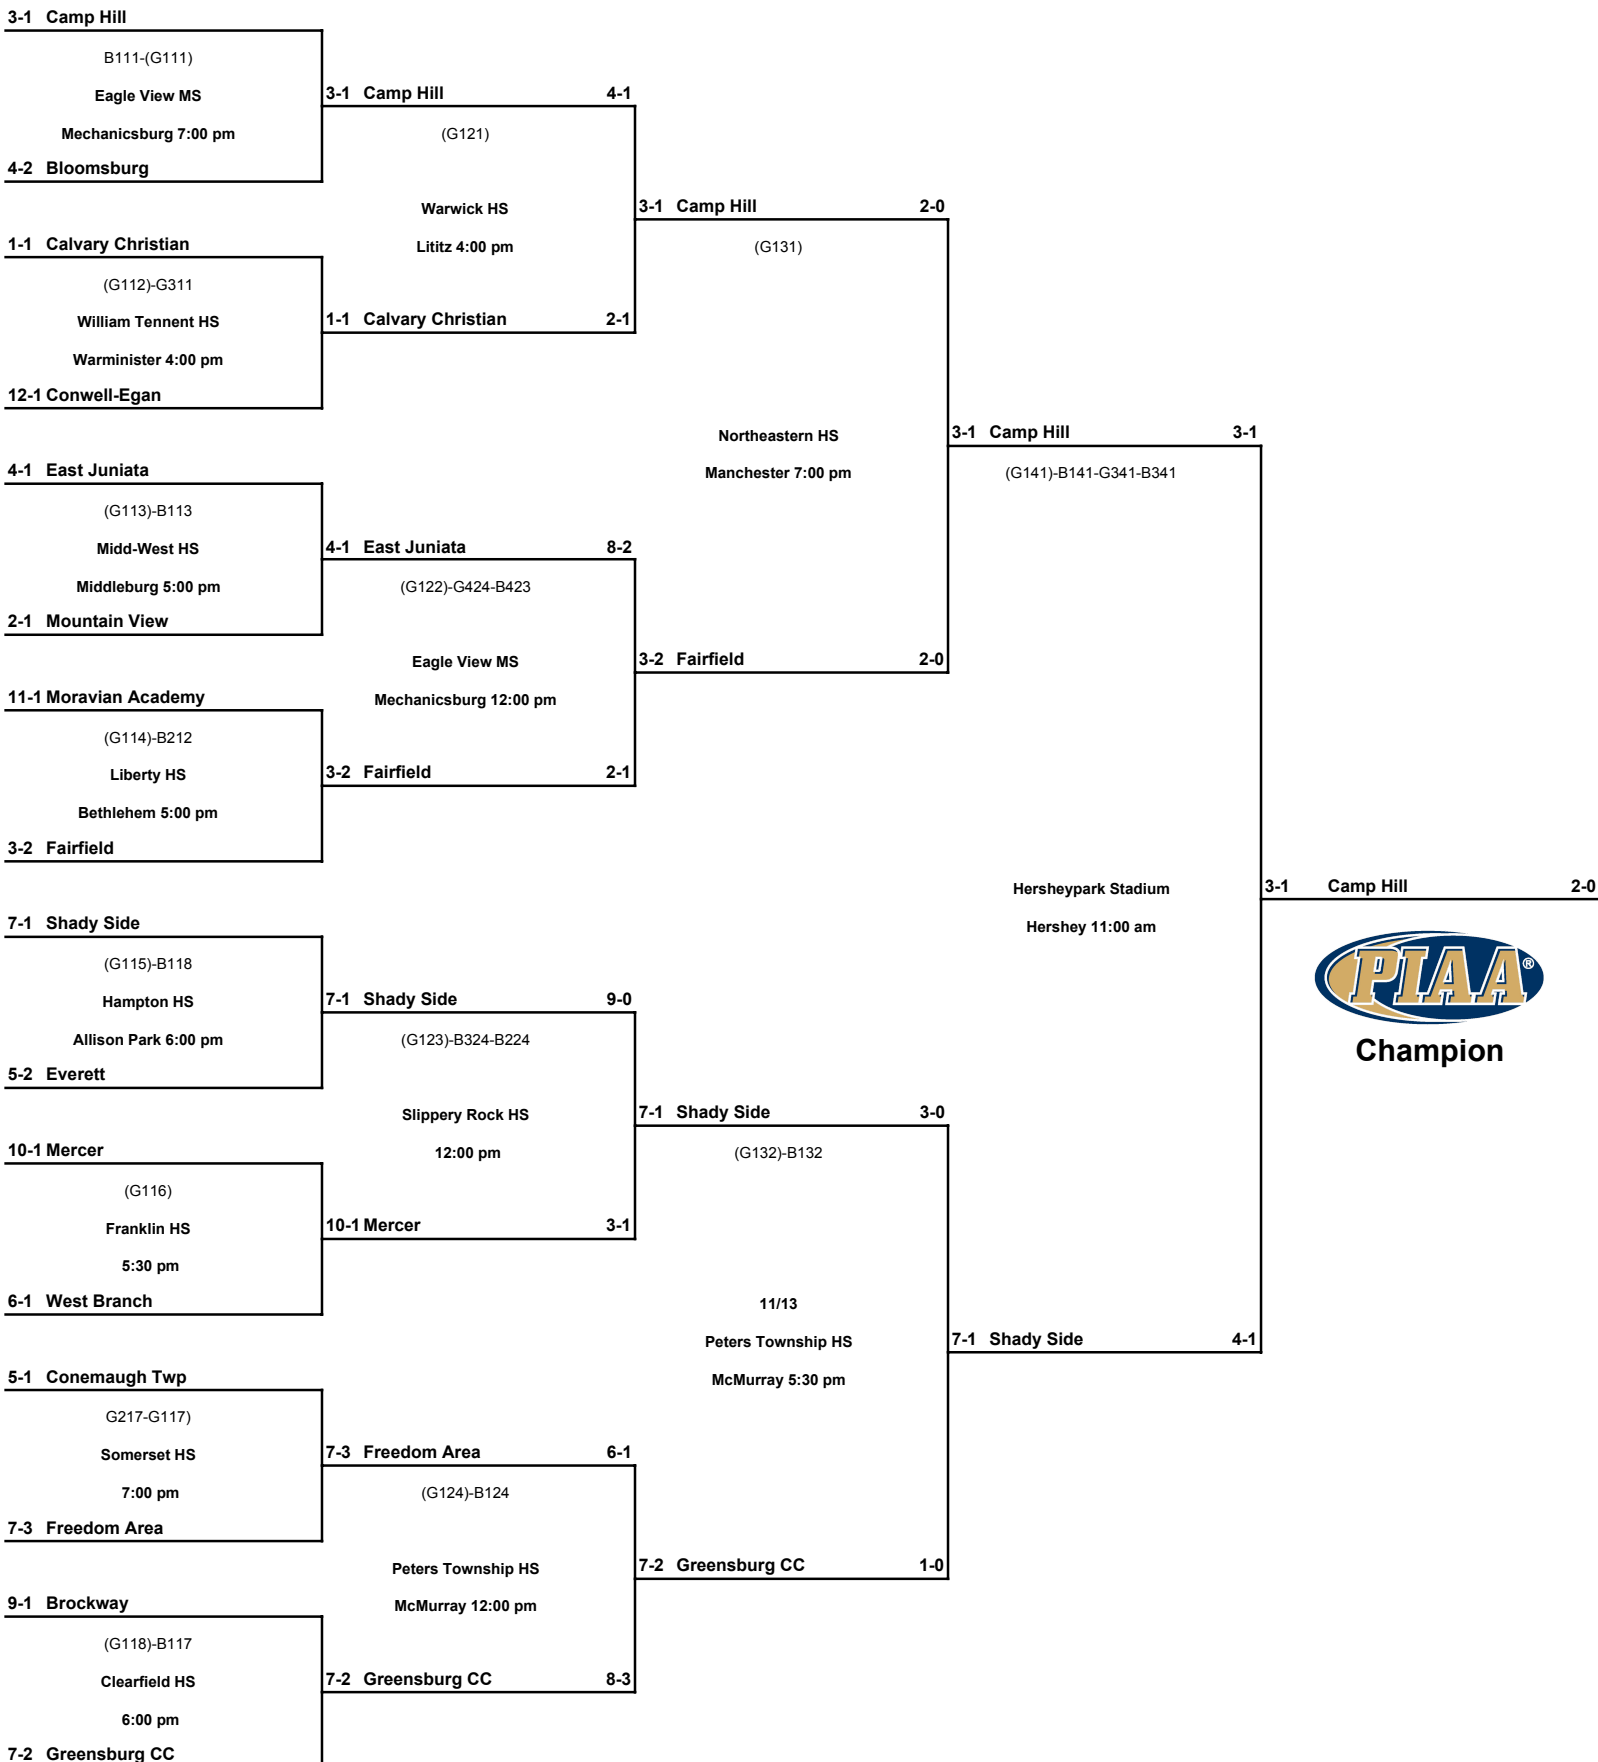 3-1 Camp Hill
B111-(G111)
Eagle View MS
Mechanicsburg 7:00 pm
4-2 Bloomsburg
1-1 Calvary Christian
(G112)-G311
William Tennent HS
Warminster 4:00 pm
12-1 Conwell-Egan
4-1 East Juniata
(G113)-B113
Midd-West HS
Middleburg 5:00 pm
2-1 Mountain View
11-1 Moravian Academy
(G114)-B212
Liberty HS
Bethlehem 5:00 pm
3-2 Fairfield
7-1 Shady Side
(G115)-B118
Hampton HS
Allison Park 6:00 pm
5-2 Everett
10-1 Mercer
(G116)
Franklin HS
5:30 pm
6-1 West Branch
5-1 Conemaugh Twp
G217-G117)
Somerset HS
7:00 pm
7-3 Freedom Area
9-1 Brockway
(G118)-B117
Clearfield HS
6:00 pm
7-2 Greensburg CC
3-1 Camp Hill 4-1
(G121)
Warwick HS
Lititz 4:00 pm
1-1 Calvary Christian 2-1
4-1 East Juniata 8-2
(G122)-G424-B423
Eagle View MS
Mechanicsburg 12:00 pm
3-2 Fairfield 2-1
7-1 Shady Side 9-0
(G123)-B324-B224
Slippery Rock HS
12:00 pm
10-1 Mercer 3-1
7-3 Freedom Area 6-1
(G124)-B124
Peters Township HS
McMurray 12:00 pm
7-2 Greensburg CC 8-3
3-1 Camp Hill 2-0
(G131)
Northeastern HS
Manchester 7:00 pm
3-2 Fairfield 2-0
7-1 Shady Side 3-0
(G132)-B132
11/13
Peters Township HS
McMurray 5:30 pm
7-2 Greensburg CC 1-0
3-1 Camp Hill 3-1
(G141)-B141-G341-B341
Hersheypark Stadium
Hershey 11:00 am
7-1 Shady Side 4-1
3-1 Camp Hill 2-0
PIAA®
Champion